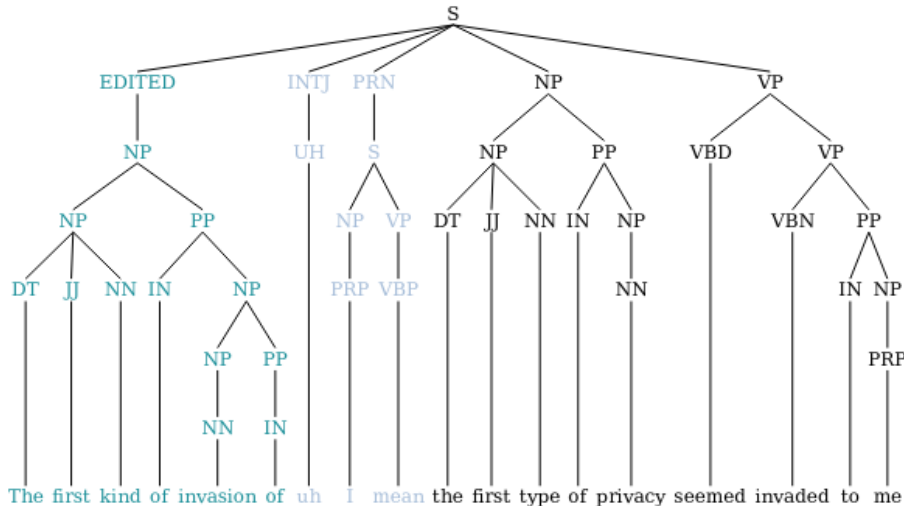 S
EDITED INTJ PRN NP VP
NP UH S NP PP VBD VP
NP PP NP VP DT JJ NN IN NP VBN PP
DT JJ NN IN NP PRP VBP NN IN NP
NP PP PRP
NN IN
The first kind of invasion of uh I mean the first type of privacy seemed invaded to me